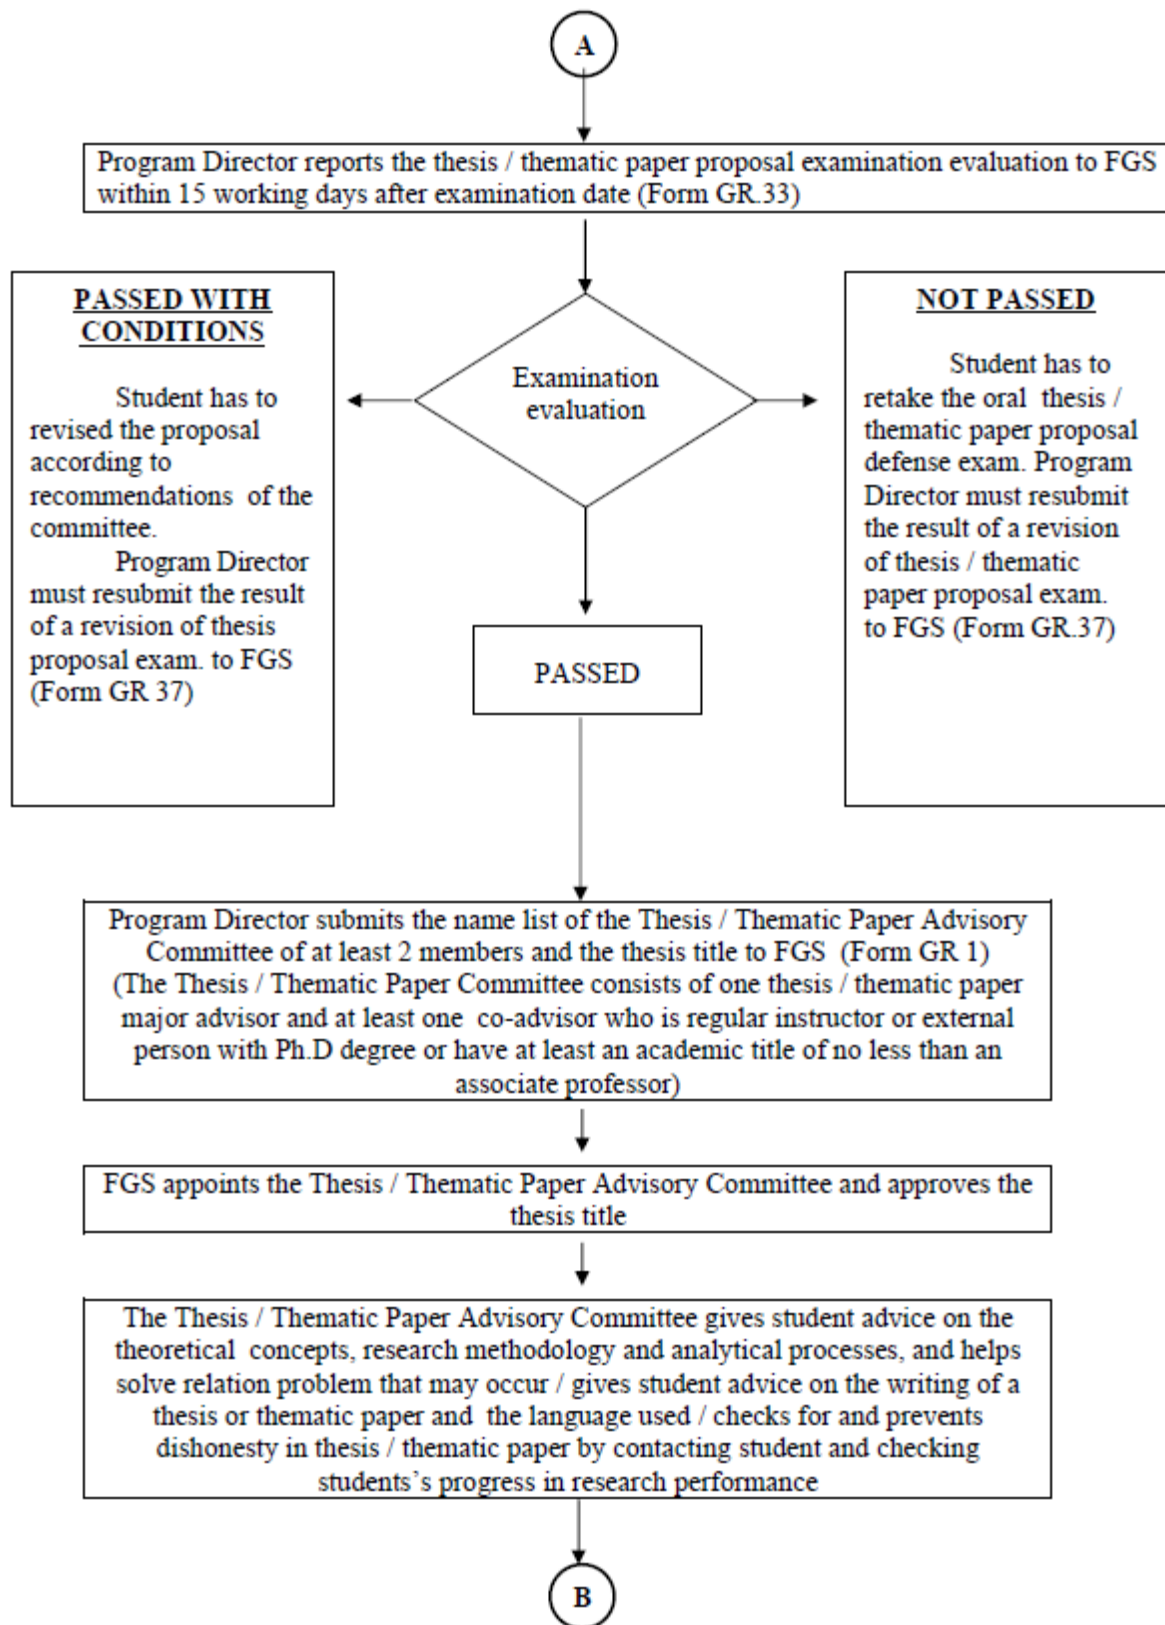 A
Program Director reports the thesis / thematic paper proposal examination evaluation to FGS
within 15 working days after examination date (Form GR.33)
PASSED WITH
CONDITIONS
Student has to
revised the proposal
according to
recommendations of the
committee.
Program Director
must resubmit the result
of a revision of thesis
proposal exam. to FGS
(Form GR 37)
Examination
evaluation
NOT PASSED
Student has to
retake the oral thesis /
thematic paper proposal
defense exam. Program
Director must resubmit
the result of a revision
of thesis / thematic
paper proposal exam.
to FGS (Form GR.37)
PASSED
Program Director submits the name list of the Thesis / Thematic Paper Advisory
Committee of at least 2 members and the thesis title to FGS (Form GR 1)
(The Thesis / Thematic Paper Committee consists of one thesis / thematic paper
major advisor and at least one co-advisor who is regular instructor or external
person with Ph.D degree or have at least an academic title of no less than an
associate professor)
FGS appoints the Thesis / Thematic Paper Advisory Committee and approves the
thesis title
The Thesis / Thematic Paper Advisory Committee gives student advice on the
theoretical concepts, research methodology and analytical processes, and helps
solve relation problem that may occur / gives student advice on the writing of a
thesis or thematic paper and the language used / checks for and prevents
dishonesty in thesis / thematic paper by contacting student and checking
students’s progress in research performance
B